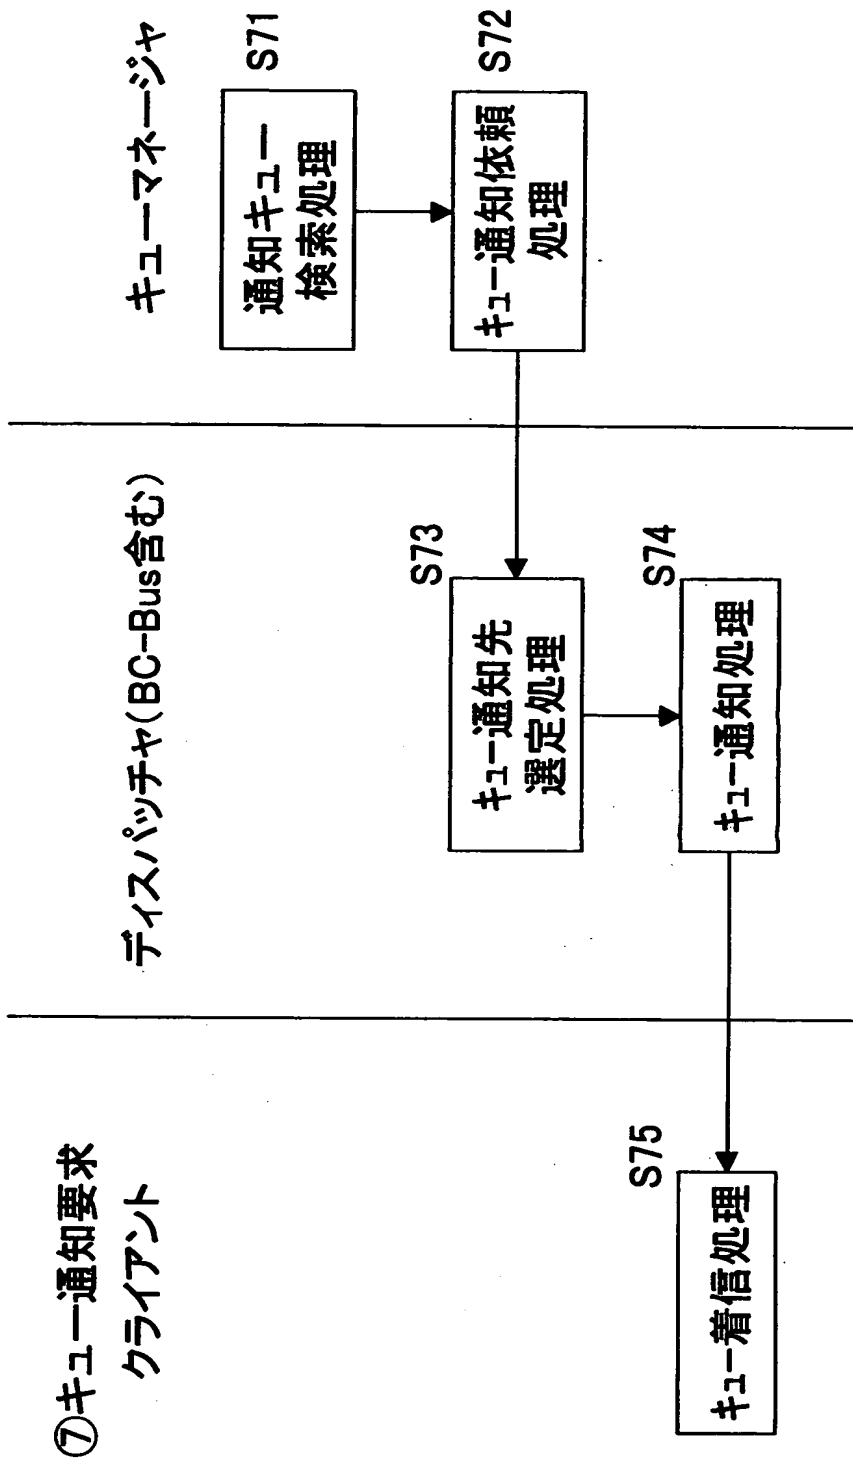 ⑦キュー通知要求
クライアント
ディスパッチャ(BC-Bus含む)
キューマネージャ
S71
通知キュー
検索処理
S72
キュー通知依頼
処理
S73
キュー通知先
選定処理
S74
キュー通知処理
S75
キュー着信処理